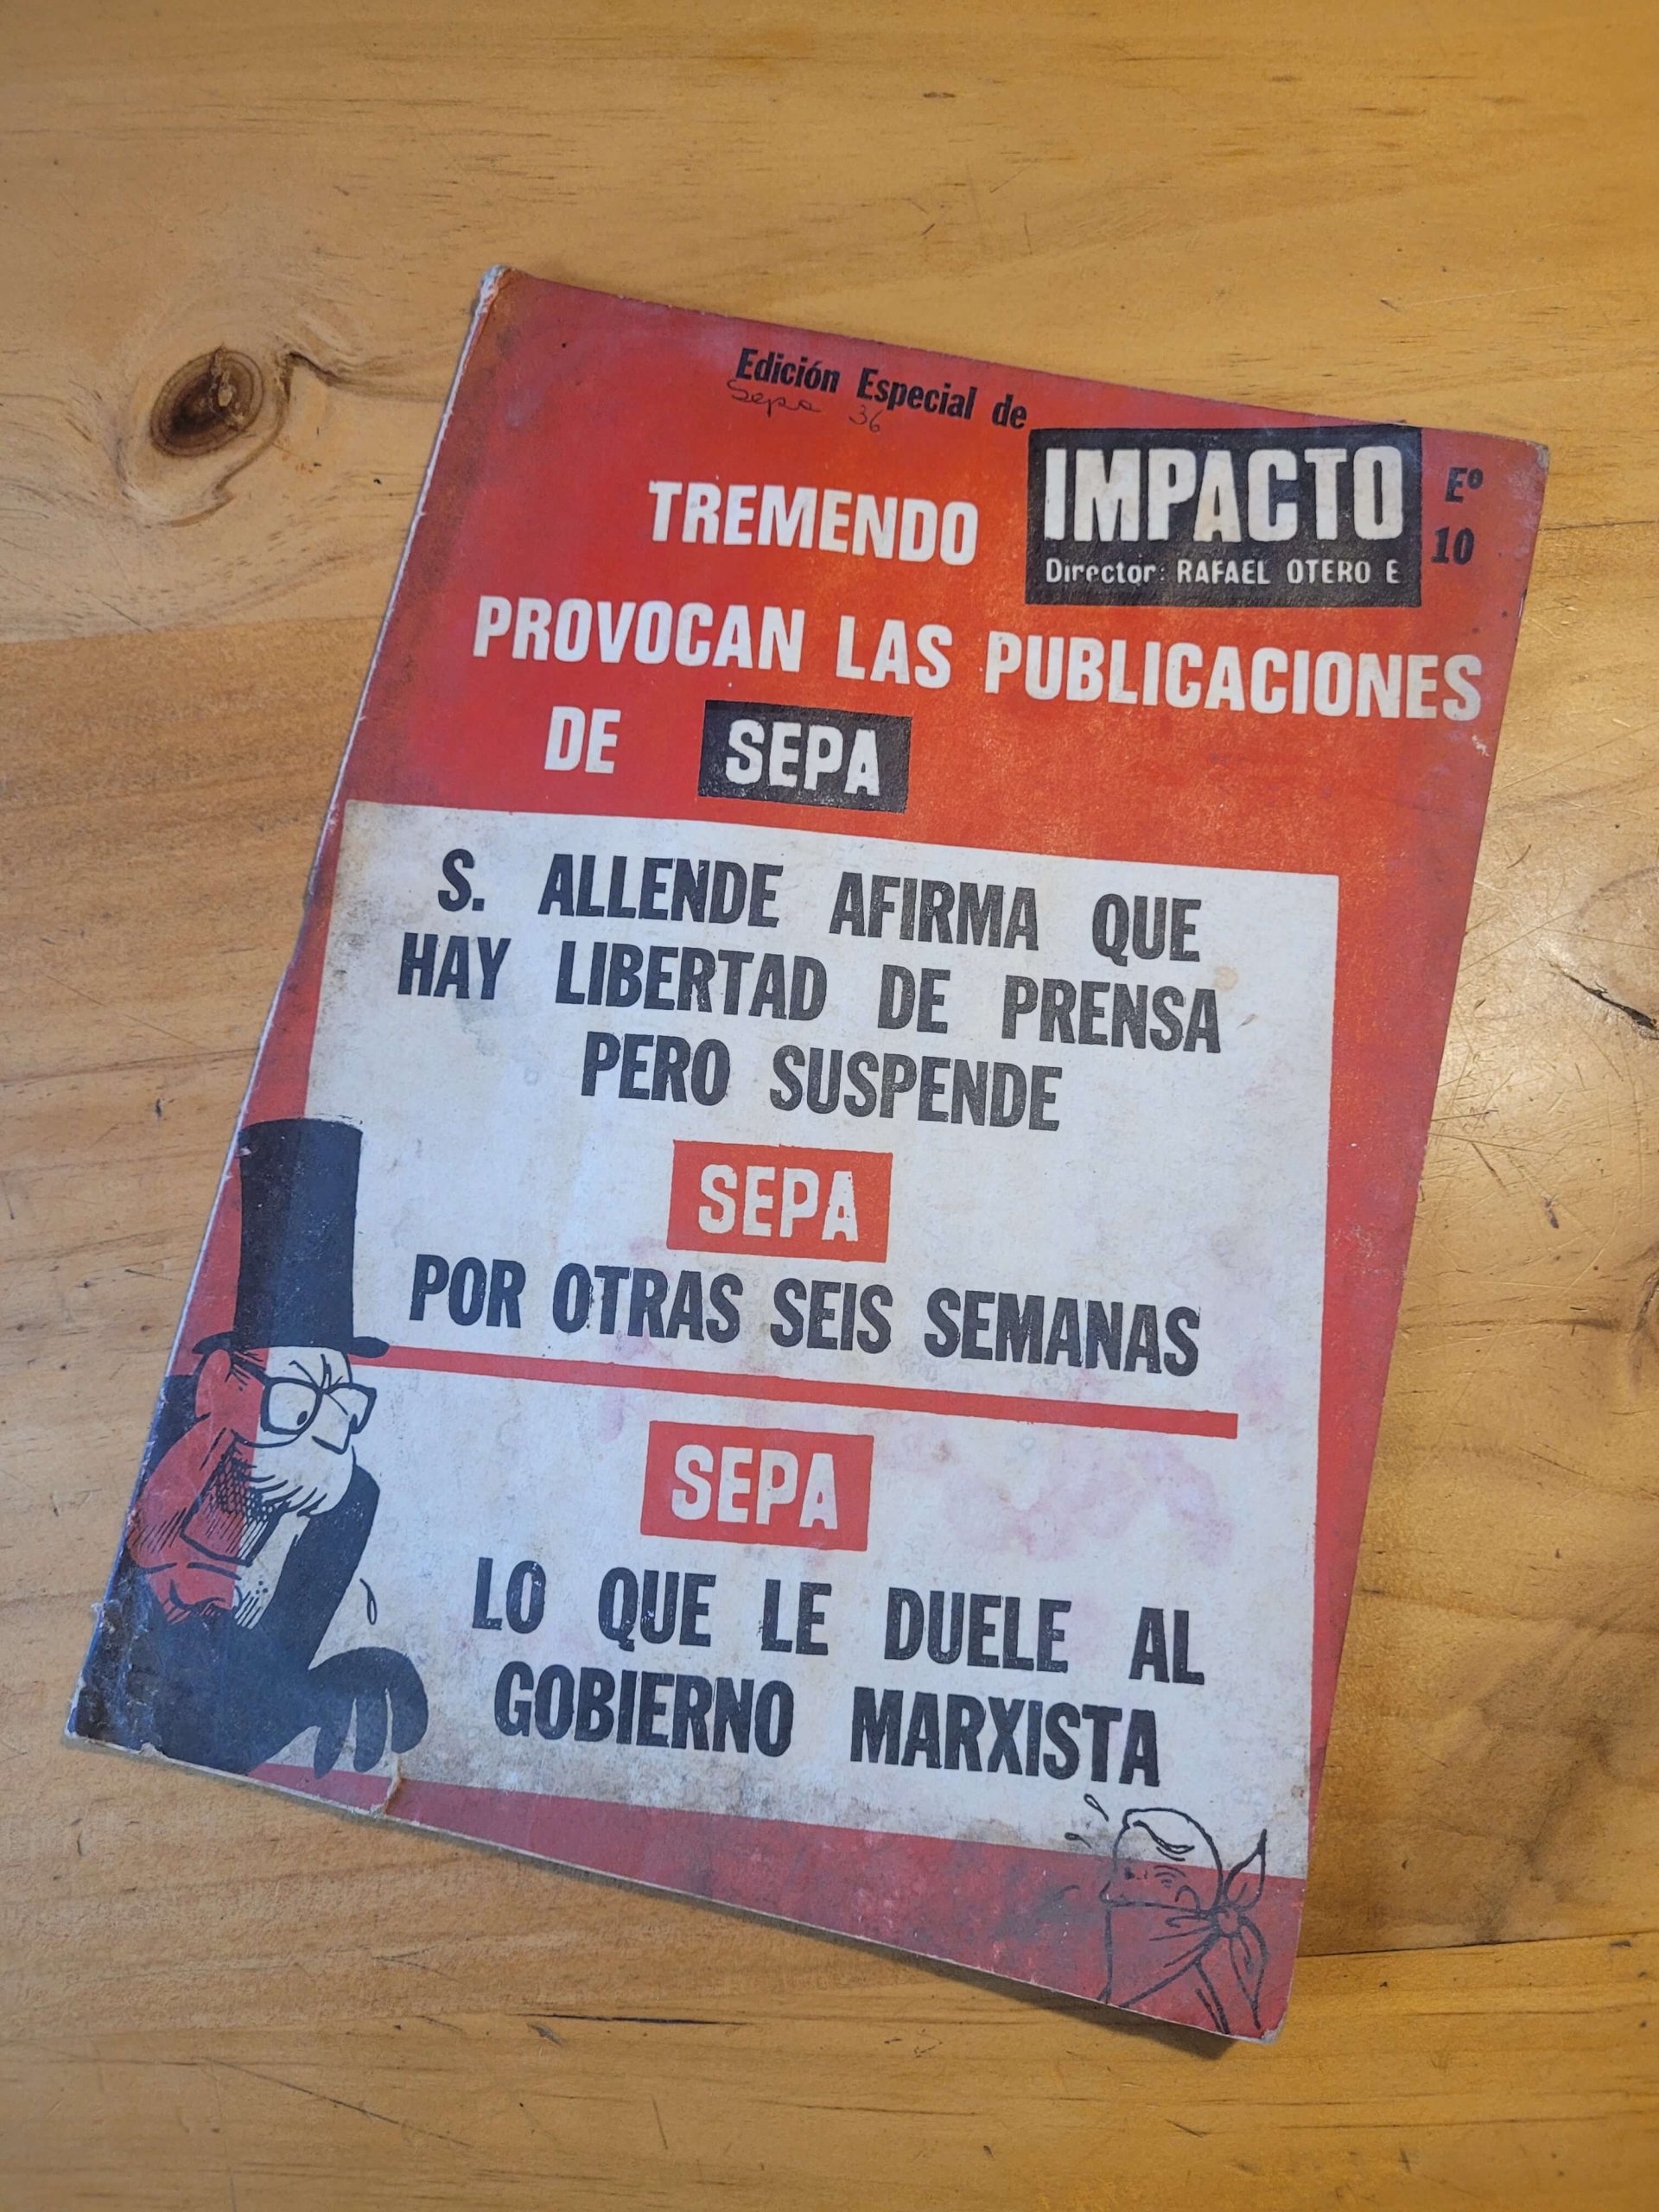 Edición Especial de
Sepa 36
TREMENDO IMPACTO Eº
Director: RAFAEL OTERO E 10
PROVOCAN LAS PUBLICACIONES
DE SEPA
S. ALLENDE AFIRMA QUE
HAY LIBERTAD DE PRENSA
PERO SUSPENDE
SEPA
POR OTRAS SEIS SEMANAS
SEPA
LO QUE LE DUELE AL
GOBIERNO MARXISTA